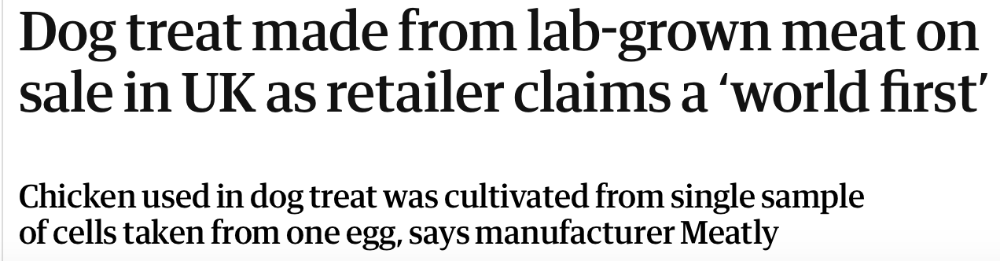 Dog treat made from lab-grown meat on
sale in UK as retailer claims a ‘world first’
Chicken used in dog treat was cultivated from single sample
of cells taken from one egg, says manufacturer Meatly